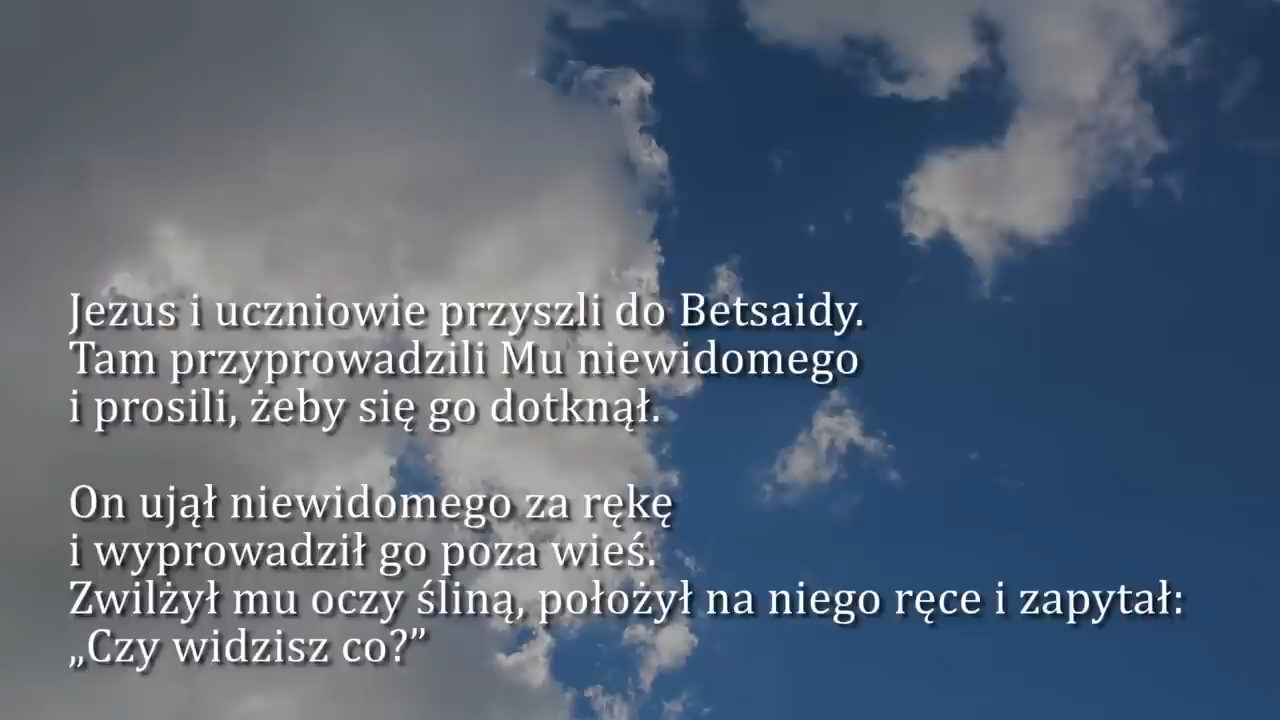 Jezus i uczniowie przyszli do Betsaidy.
Tam przyprowadzili Mu niewidomego
i prosili, żeby się go dotknął.
On ujął niewidomego za rękę
i wyprowadził go poza wieś.
Zwilżył mu oczy śliną, położył na niego ręce i zapytał:
„Czy widzisz co?”